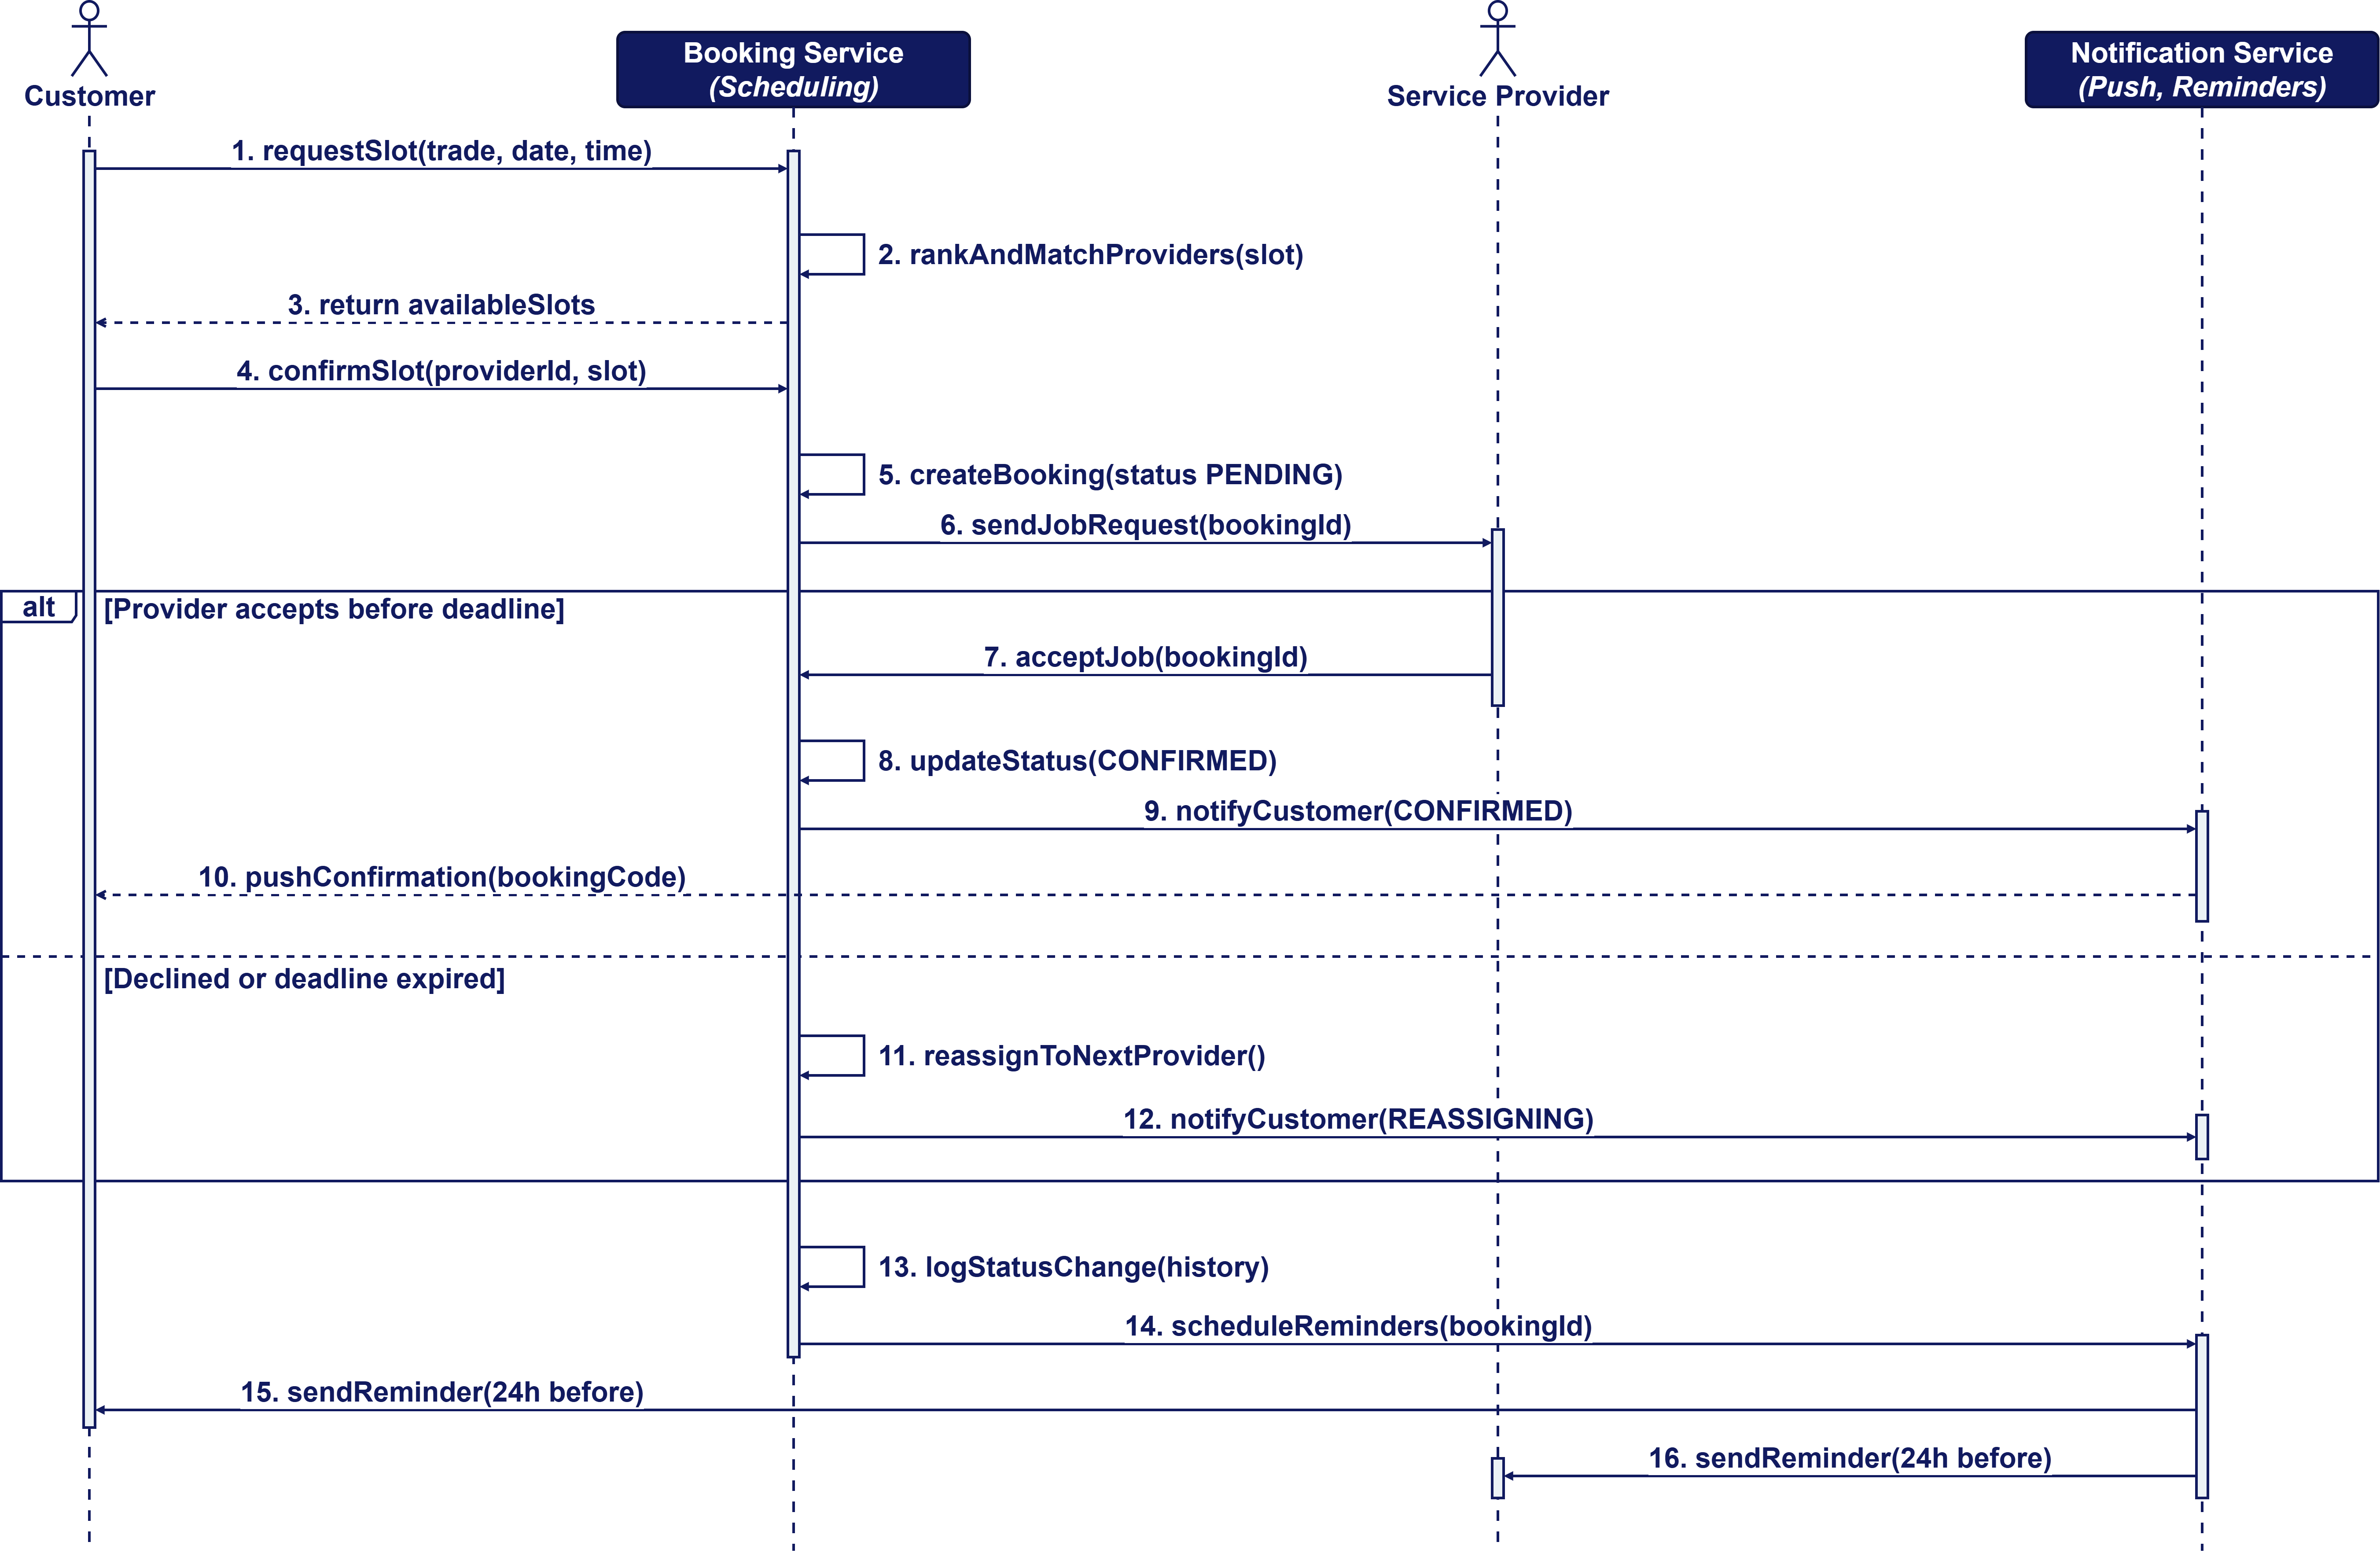 Customer
Booking Service
(Scheduling)
Service Provider
Notification Service
(Push, Reminders)
1. requestSlot(trade, date, time)
2. rankAndMatchProviders(slot)
3. return availableSlots
4. confirmSlot(providerId, slot)
5. createBooking(status PENDING)
6. sendJobRequest(bookingId)
alt
[Provider accepts before deadline]
7. acceptJob(bookingId)
8. updateStatus(CONFIRMED)
9. notifyCustomer(CONFIRMED)
10. pushConfirmation(bookingCode)
[Declined or deadline expired]
11. reassignToNextProvider()
12. notifyCustomer(REASSIGNING)
13. logStatusChange(history)
14. scheduleReminders(bookingId)
15. sendReminder(24h before)
16. sendReminder(24h before)